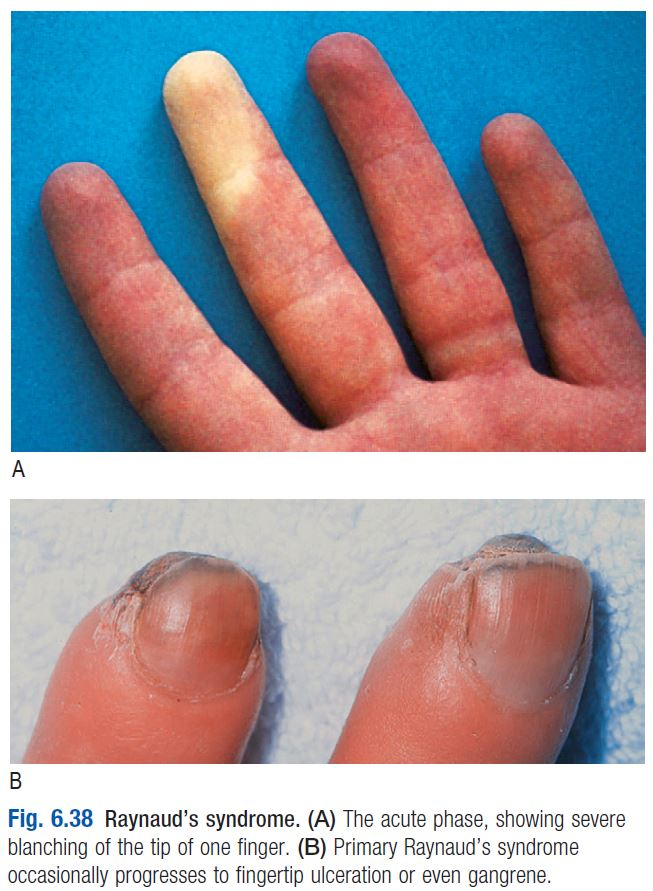 A
B
Fig. 6.38 Raynaud’s syndrome. (A) The acute phase, showing severe
blanching of the tip of one finger. (B) Primary Raynaud’s syndrome
occasionally progresses to fingertip ulceration or even gangrene.